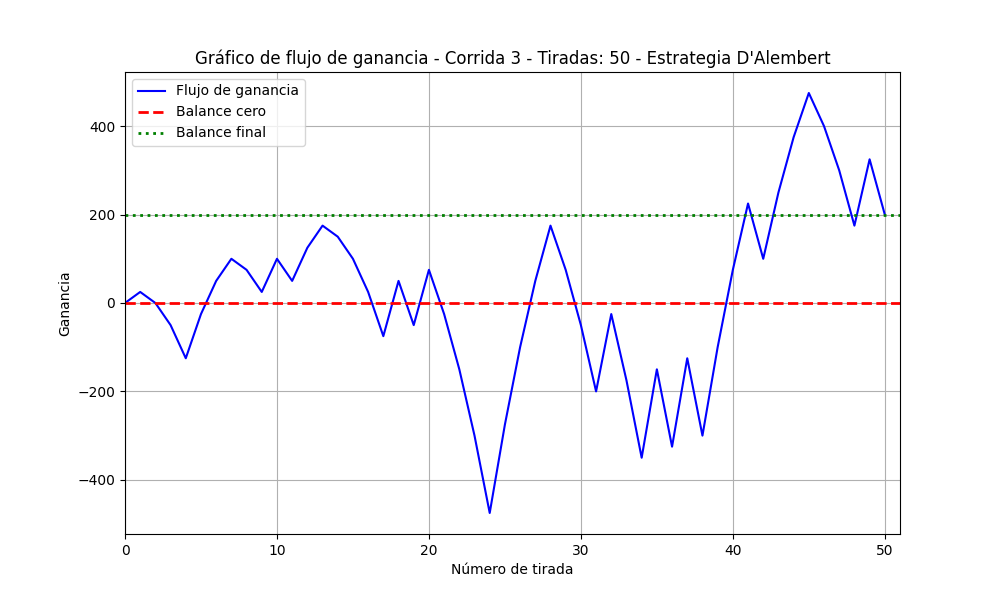 Gráfico de flujo de ganancia - Corrida 3 - Tiradas: 50 - Estrategia D'Alembert
Flujo de ganancia
Balance cero
Balance final
400
200
0
−200
−400
Ganancia
0 10 20 30 40 50
Número de tirada